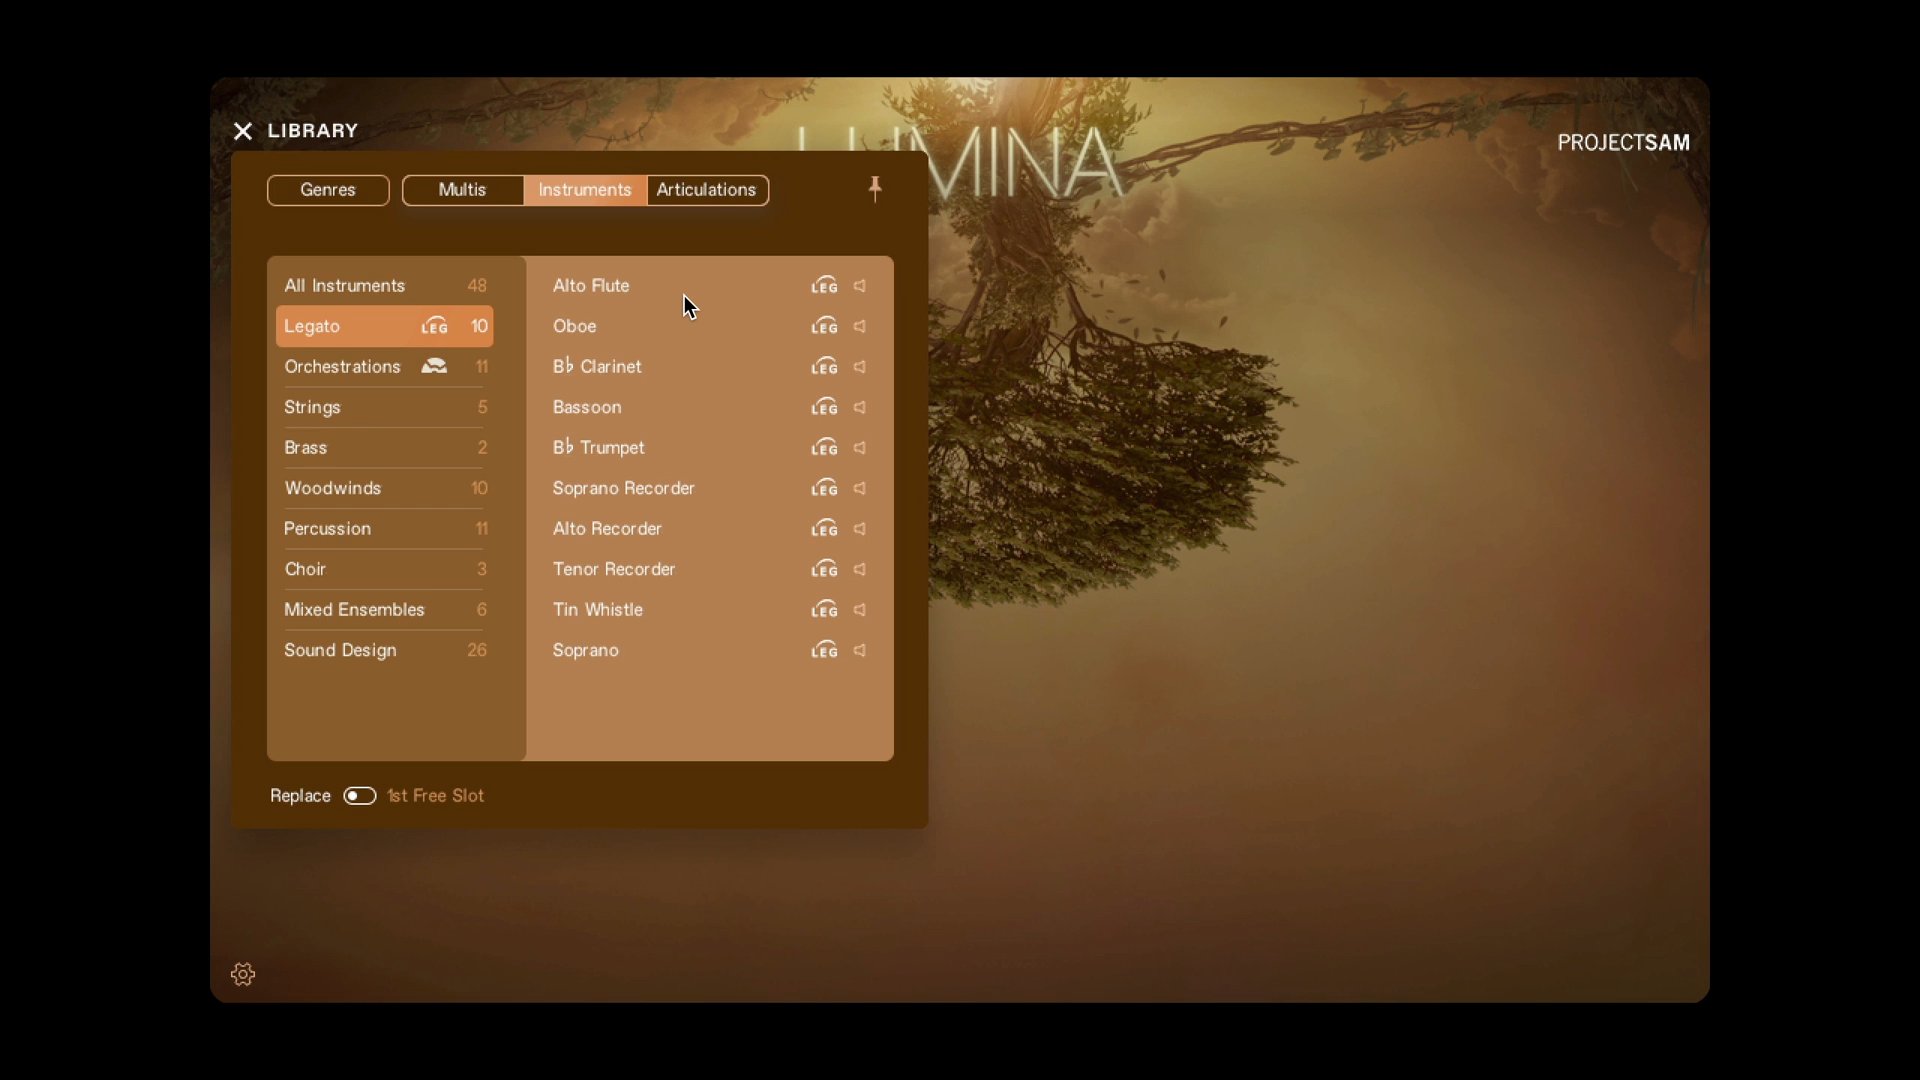 LIBRARY
LUMINA
PROJECTSAM
Genres
Multis
Instruments
Articulations
All Instruments 48
Legato LEG 10
Orchestrations 11
Strings 5
Brass 2
Woodwinds 10
Percussion 11
Choir 3
Mixed Ensembles 6
Sound Design 26
Alto Flute LEG
Oboe LEG
B♭ Clarinet LEG
Bassoon LEG
B♭ Trumpet LEG
Soprano Recorder LEG
Alto Recorder LEG
Tenor Recorder LEG
Tin Whistle LEG
Soprano LEG
Replace 1st Free Slot